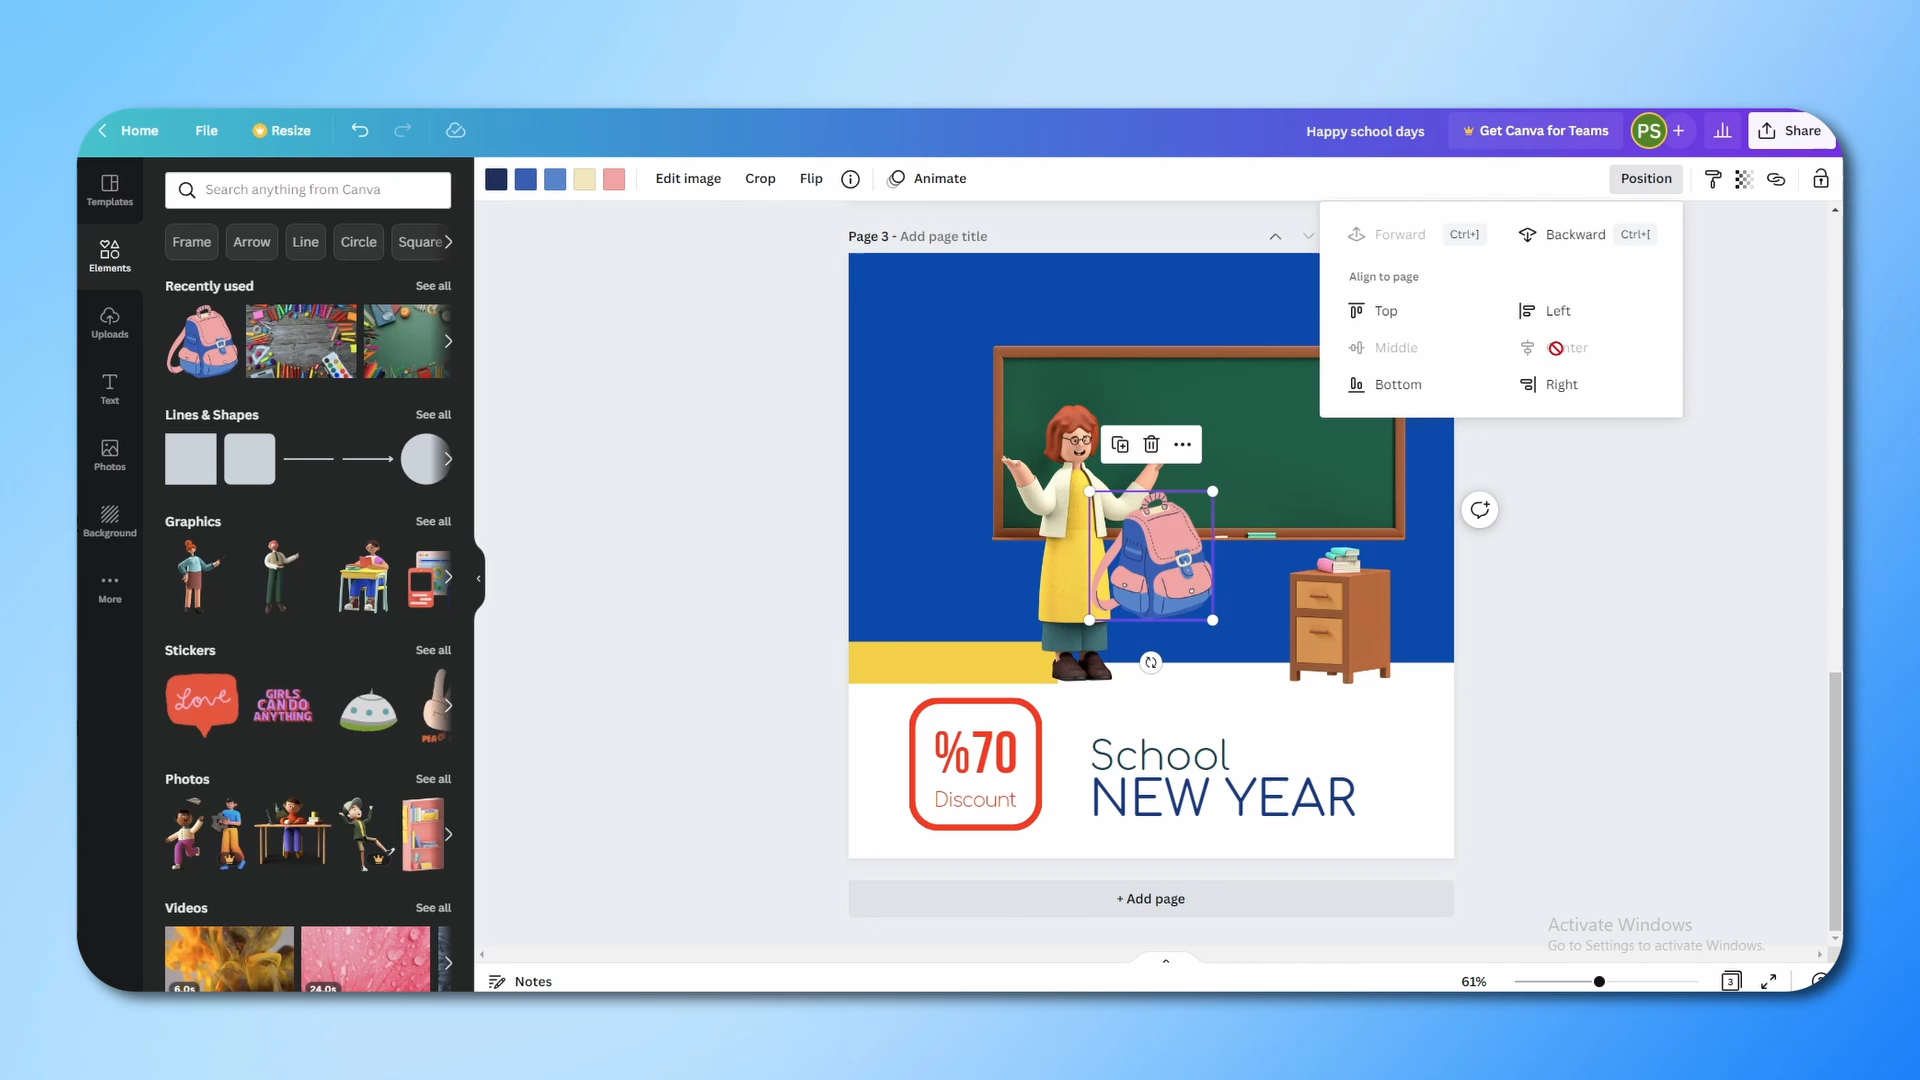 Home
File
Resize
Happy school days
Get Canva for Teams
PS
Share
Templates
Elements
Uploads
Text
Photos
Background
More
Search anything from Canva
Frame
Arrow
Line
Circle
Square
Recently used
See all
Lines & Shapes
See all
Graphics
See all
Stickers
See all
Love
GIRLS
CAN DO
ANYTHING
Photos
See all
Videos
See all
6.0s
24.0s
Edit image
Crop
Flip
Animate
Position
Page 3 - Add page title
Forward
Ctrl+]
Backward
Ctrl+[
Align to page
Top
Left
Middle
Bottom
Right
%70
Discount
School
NEW YEAR
+ Add page
Activate Windows
Go to Settings to activate Windows.
Notes
61%
3